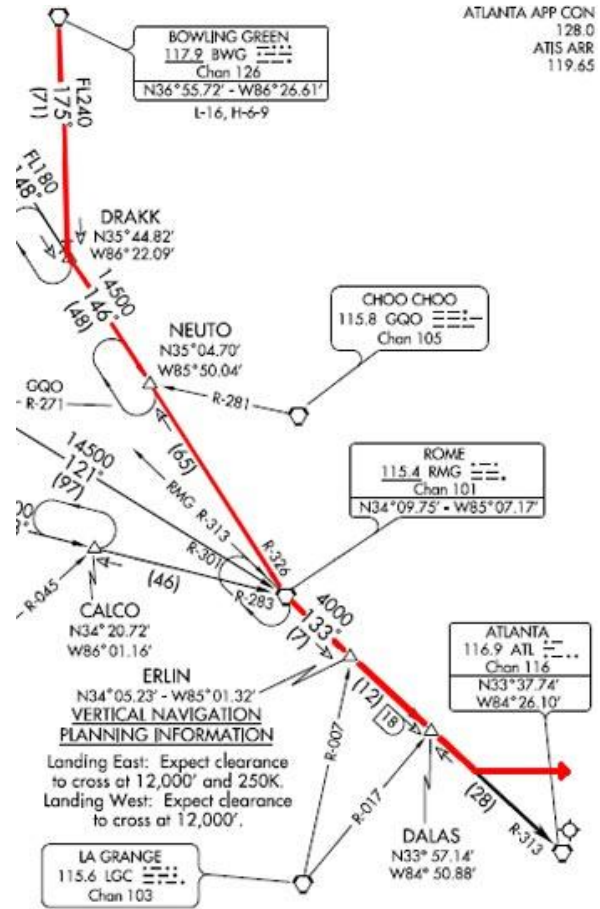 ATLANTA APP CON
128.0
ATIS ARR
119.65
BOWLING GREEN
117.9 BWG
Chan 126
N36°55.72' - W86°26.61'
L-16, H-6-9
FL240
175°
(71)
FL180
DRAKK
N35°44.82'
W86°22.09'
14500
146°
(48)
CHOO CHOO
115.8 GQO
Chan 105
NEUTO
N35°04.70'
W85°50.04'
R-281
GQO
R-271
14500
121°
(97)
(65)
RMG R-313
R-326
R-301
R-283
ROME
115.4 RMG
Chan 101
N34°09.75' - W85°07.17'
(46)
R-045
CALCO
N34°20.72'
W86°01.16'
4000
133°
(7)
ERLIN
N34°05.23' - W85°01.32'
ATLANTA
116.9 ATL
Chan 116
N33°37.74'
W84°26.10'
VERTICAL NAVIGATION
PLANNING INFORMATION
Landing East: Expect clearance
to cross at 12,000' and 250K.
Landing West: Expect clearance
to cross at 12,000'.
(12)
18
R-007
R-017
(28)
R-313
DALAS
N33°57.14'
W84°50.88'
LA GRANGE
115.6 LGC
Chan 103